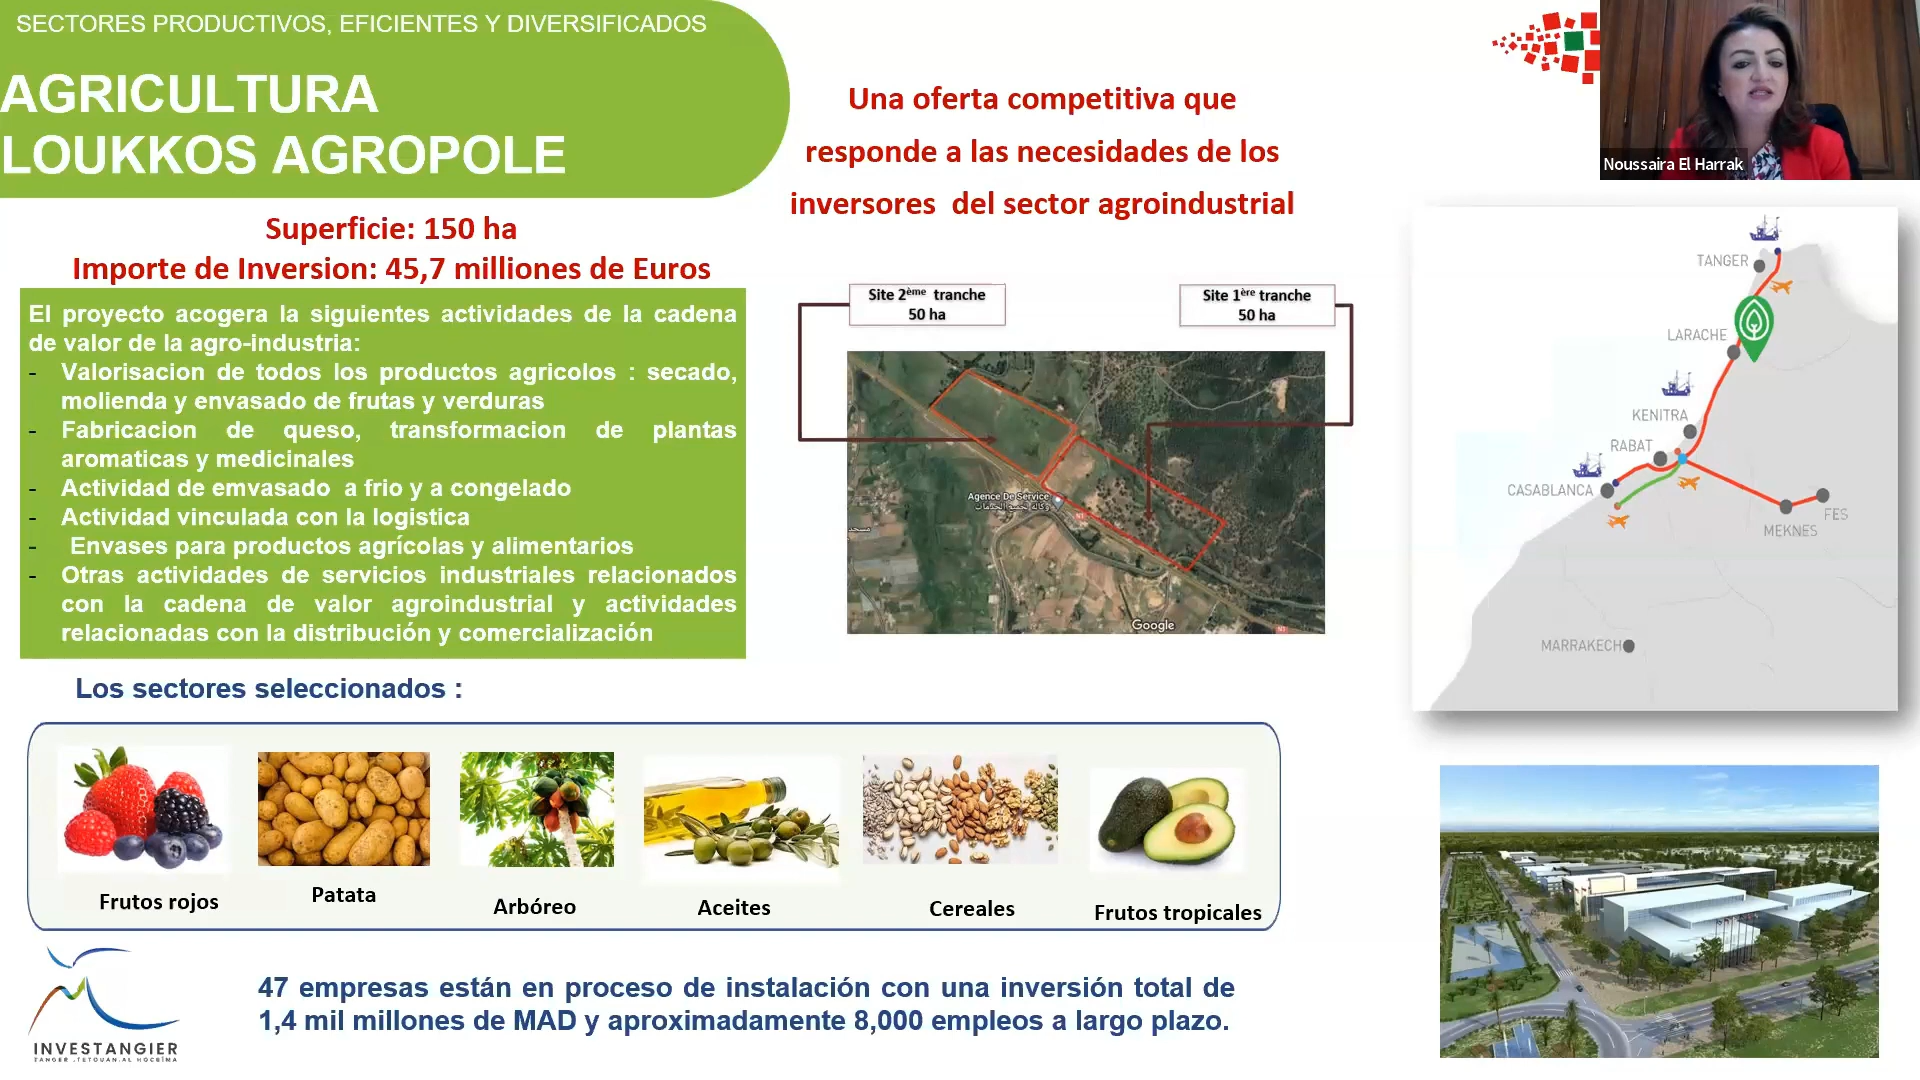 SECTORES PRODUCTIVOS, EFICIENTES Y DIVERSIFICADOS
AGRICULTURA
LOUKKOS AGROPOLE
Una oferta competitiva que
responde a las necesidades de los
inversores del sector agroindustrial
Noussaira El Harrak
Superficie: 150 ha
Importe de Inversion: 45,7 milliones de Euros
El proyecto acogera la siguientes actividades de la cadena
de valor de la agro-industria:
- Valorisacion de todos los productos agricolos : secado,
molienda y envasado de frutas y verduras
- Fabricacion de queso, transformacion de plantas
aromaticas y medicinales
- Actividad de emvasado a frio y a congelado
- Actividad vinculada con la logistica
- Envases para productos agrícolas y alimentarios
- Otras actividades de servicios industriales relacionados
con la cadena de valor agroindustrial y actividades
relacionadas con la distribución y comercialización
Site 2ème tranche
50 ha
Site 1ère tranche
50 ha
Agence De Service
N1
Google
N1
TANGER
LARACHE
KENITRA
RABAT
CASABLANCA
FES
MEKNES
MARRAKECH
Los sectores seleccionados :
Frutos rojos
Patata
Arbóreo
Aceites
Cereales
Frutos tropicales
47 empresas están en proceso de instalación con una inversión total de
1,4 mil millones de MAD y aproximadamente 8,000 empleos a largo plazo.
INVESTANGIER
TANGER .TETOUAN.AL HOCEÏMA